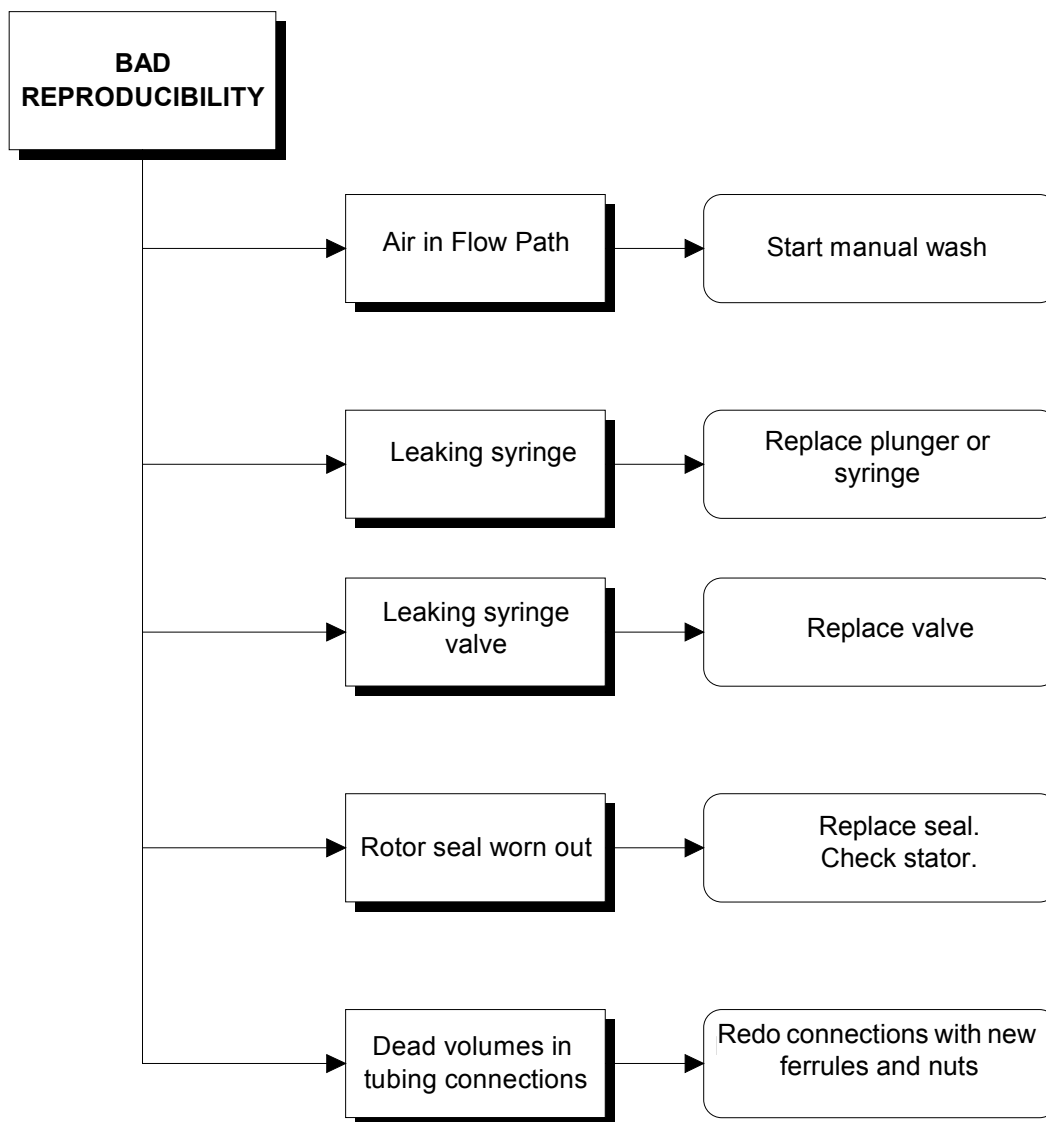 BAD
REPRODUCIBILITY
Air in Flow Path
Start manual wash
Leaking syringe
Replace plunger or
syringe
Leaking syringe
valve
Replace valve
Rotor seal worn out
Replace seal.
Check stator.
Dead volumes in
tubing connections
Redo connections with new
ferrules and nuts